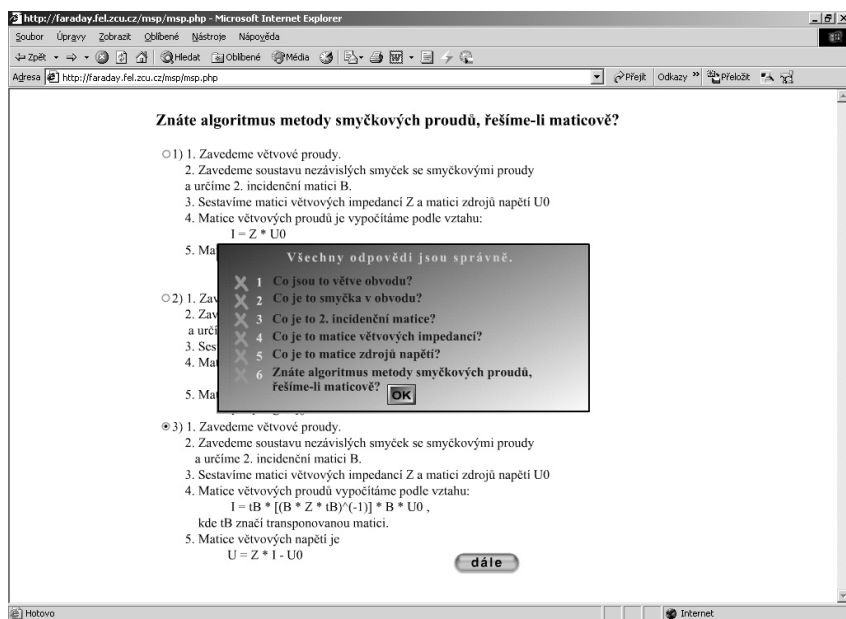 http://faraday.fel.zcu.cz/msp/msp.php - Microsoft Internet Explorer
Soubor Úpravy Zobrazit Oblíbené Nástroje Nápověda
Zpět Hledat Oblíbené Média
Adresa http://faraday.fel.zcu.cz/msp/msp.php Přejít Odkazy » Přeložit
Znáte algoritmus metody smyčkových proudů, řešíme-li maticově?
1) 1. Zavedeme větvové proudy.
2. Zavedeme soustavu nezávislých smyček se smyčkovými proudy
a určíme 2. incidenční matici B.
3. Sestavíme matici větvových impedancí Z a matici zdrojů napětí U0
4. Matice větvových proudů je vypočítáme podle vztahu:
I = Z * U0
5. Ma
Všechny odpovědi jsou správně.
1 Co jsou to větve obvodu?
2 Co je to smyčka v obvodu?
3 Co je to 2. incidenční matice?
4 Co je to matice větvových impedancí?
5 Co je to matice zdrojů napětí?
6 Znáte algoritmus metody smyčkových proudů,
řešíme-li maticově?
OK
2) 1. Zav
2. Zav
a urči
3. Ses
4. Mat
5. Mat
3) 1. Zavedeme větvové proudy.
2. Zavedeme soustavu nezávislých smyček se smyčkovými proudy
a určíme 2. incidenční matici B.
3. Sestavíme matici větvových impedancí Z a matici zdrojů napětí U0
4. Matice větvových proudů vypočítáme podle vztahu:
I = tB * [(B * Z * tB)^(-1)] * B * U0 ,
kde tB značí transponovanou matici.
5. Matice větvových napětí je
U = Z * I - U0
dále
Hotovo Internet